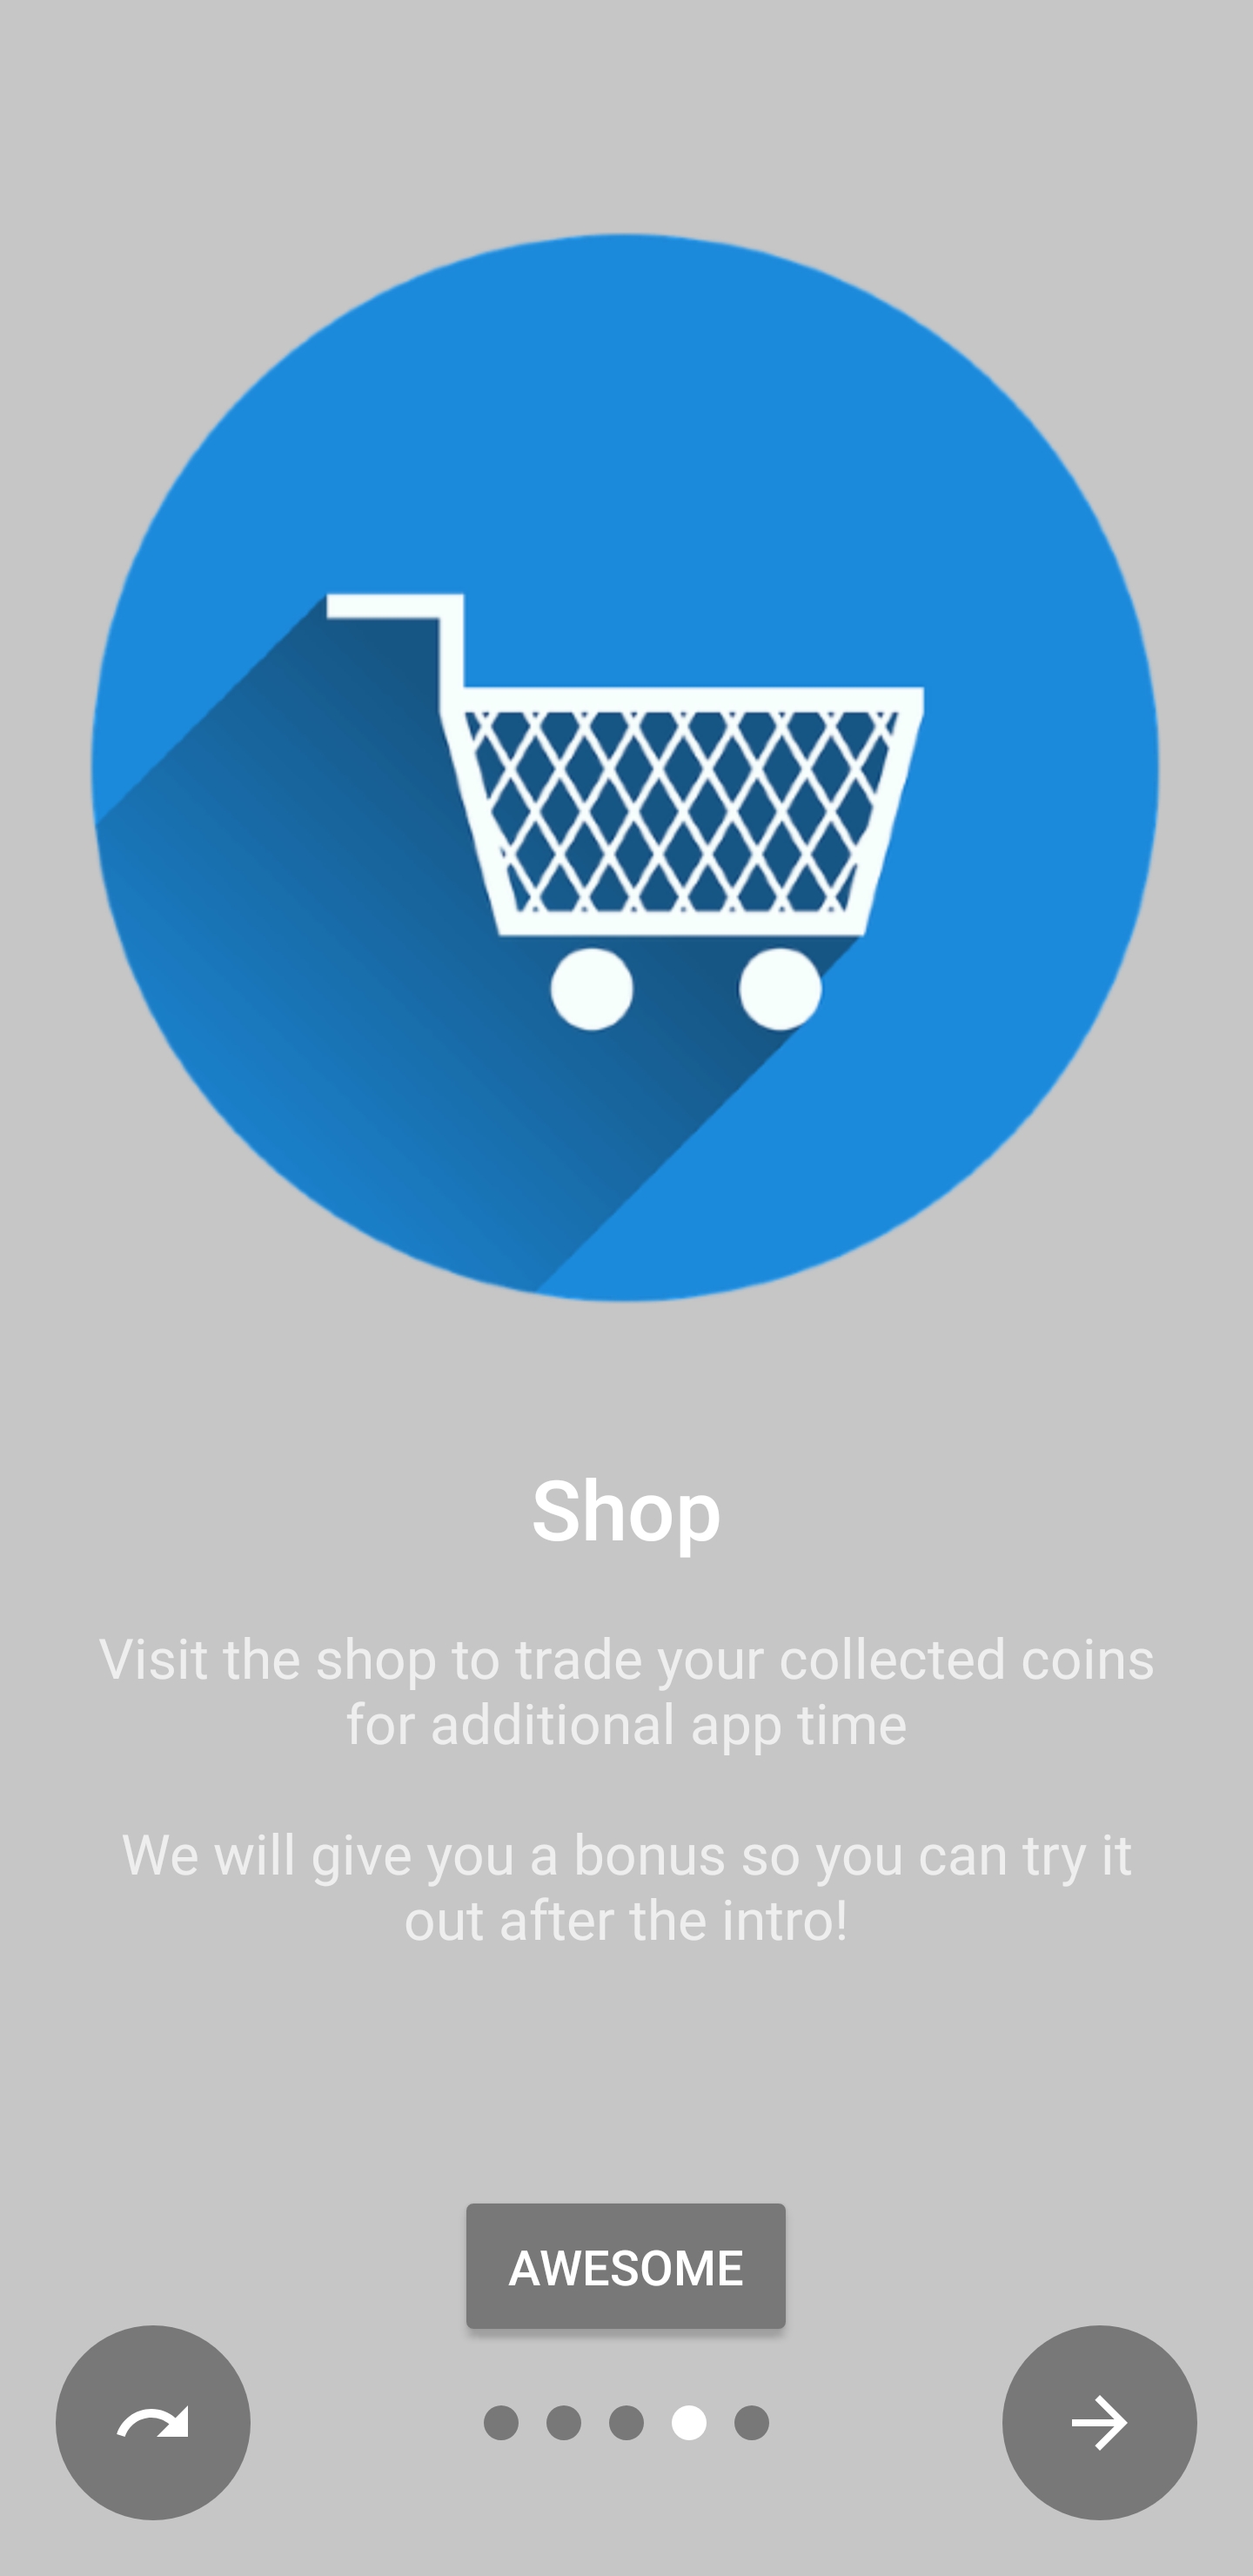 Shop
Visit the shop to trade your collected coins
for additional app time
We will give you a bonus so you can try it
out after the intro!
AWESOME